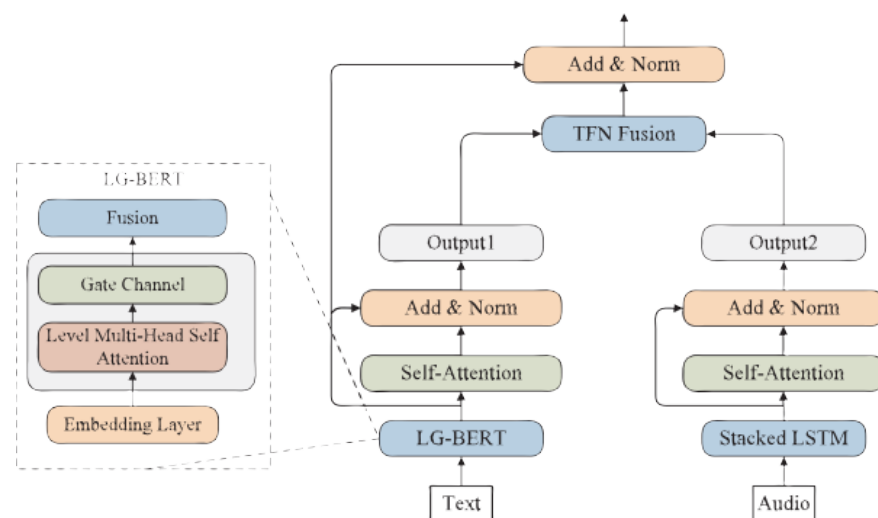 Add & Norm
TFN Fusion
LG-BERT
Fusion
Gate Channel
Level Multi-Head Self
Attention
Embedding Layer
Output1
Add & Norm
Self-Attention
LG-BERT
Text
Output2
Add & Norm
Self-Attention
Stacked LSTM
Audio